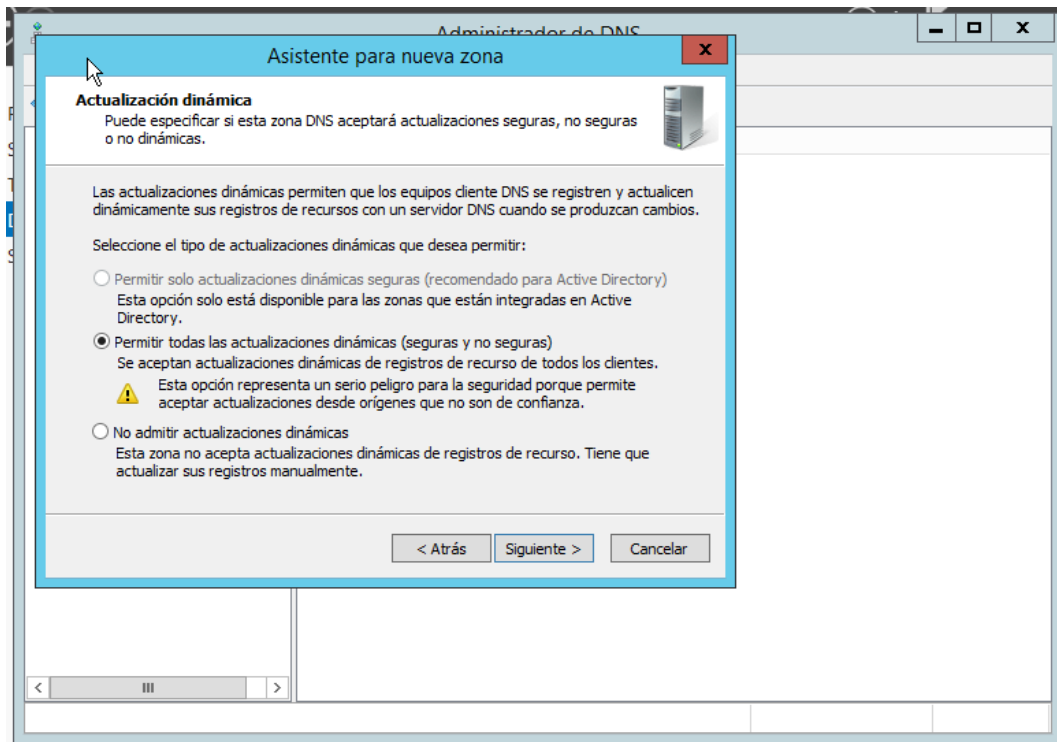 Administrador de DNS
Asistente para nueva zona
Actualización dinámica
Puede especificar si esta zona DNS aceptará actualizaciones seguras, no seguras
o no dinámicas.
Las actualizaciones dinámicas permiten que los equipos cliente DNS se registren y actualicen
dinámicamente sus registros de recursos con un servidor DNS cuando se produzcan cambios.
Seleccione el tipo de actualizaciones dinámicas que desea permitir:
Permitir solo actualizaciones dinámicas seguras (recomendado para Active Directory)
Esta opción solo está disponible para las zonas que están integradas en Active
Directory.
Permitir todas las actualizaciones dinámicas (seguras y no seguras)
Se aceptan actualizaciones dinámicas de registros de recurso de todos los clientes.
Esta opción representa un serio peligro para la seguridad porque permite
aceptar actualizaciones desde orígenes que no son de confianza.
No admitir actualizaciones dinámicas
Esta zona no acepta actualizaciones dinámicas de registros de recurso. Tiene que
actualizar sus registros manualmente.
< Atrás
Siguiente >
Cancelar